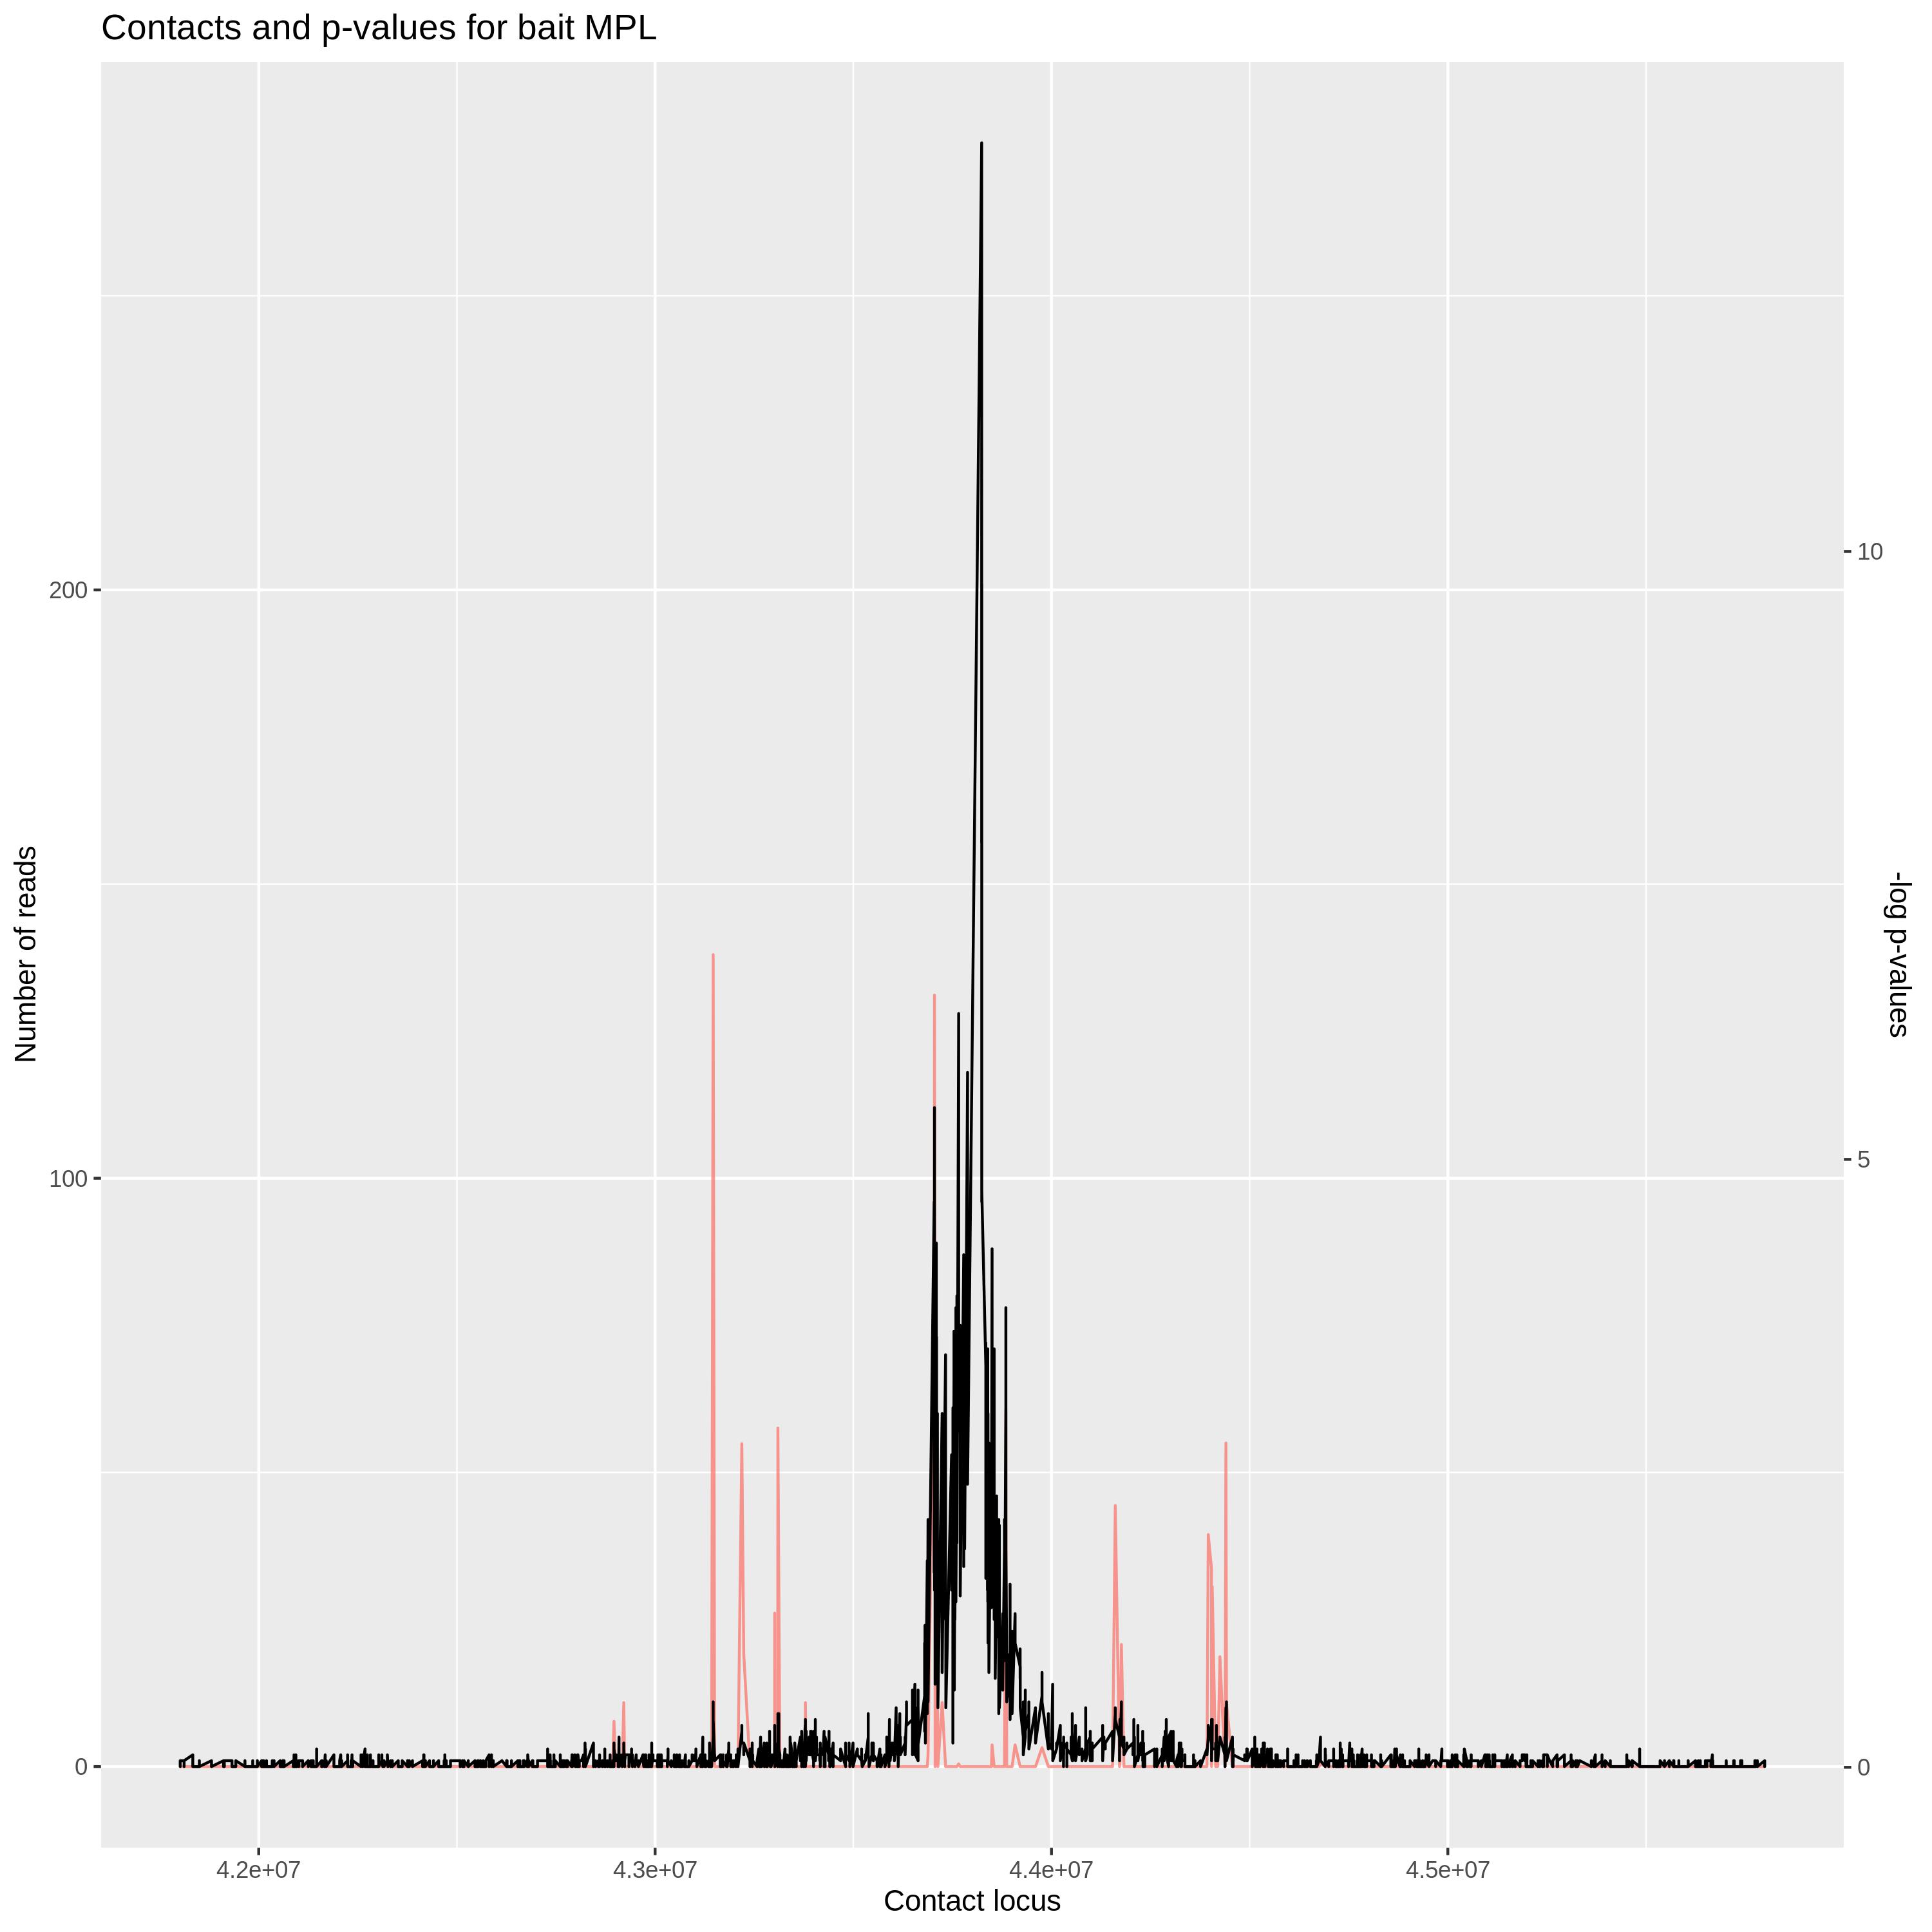 Contacts and p-values for bait MPL
200
100
0
Number of reads
10
5
0
-log p-values
4.2e+07
4.3e+07
4.4e+07
4.5e+07
Contact locus